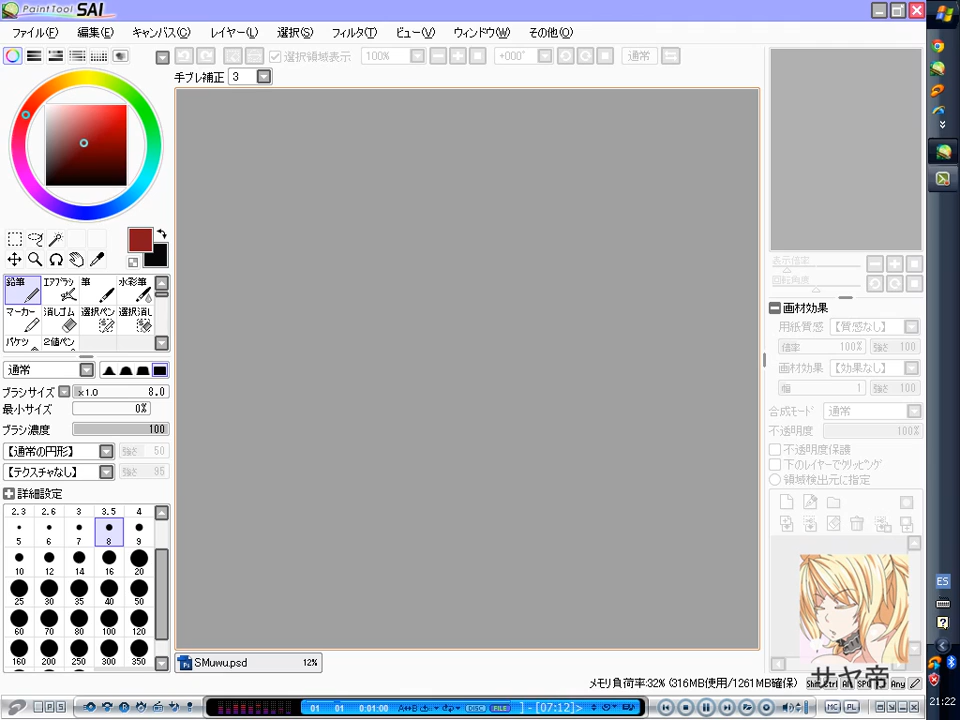 PaintTool SAI
ファイル(F) 編集(E) キャンバス(C) レイヤー(L) 選択(S) フィルタ(T) ビュー(V) ウィンドウ(W) その他(O)
選択領域表示 100% +000° 通常
手ブレ補正 3
鉛筆 エアブラシ 筆 水彩筆
マーカー 消しゴム 選択ペン 選択消し
バケツ 2値ペン
通常
ブラシサイズ x1.0 8.0
最小サイズ 0%
ブラシ濃度 100
【通常の円形】 強さ 50
【テクスチャなし】 強さ 95
詳細設定
2.3 2.6 3 3.5 4
5 6 7 8 9
10 12 14 16 20
25 30 35 40 50
60 70 80 100 120
160 200 250 300 350
表示倍率
回転角度
画材効果
用紙質感 【質感なし】
倍率 100% 強さ 100
画材効果 【効果なし】
幅 1 強さ 100
合成モード 通常
不透明度 100%
不透明度保護
下のレイヤーでクリッピング
領域検出元に指定
SMuwu.psd 12%
サヤ帝
メモリ負荷率:32% (316MB使用/1261MB確保) Shift Ctrl Alt SPC Any
L P S
01 01 0:01:00 A↔B DISC FILE ] - [07:12]>
MC PL
ES
21:22